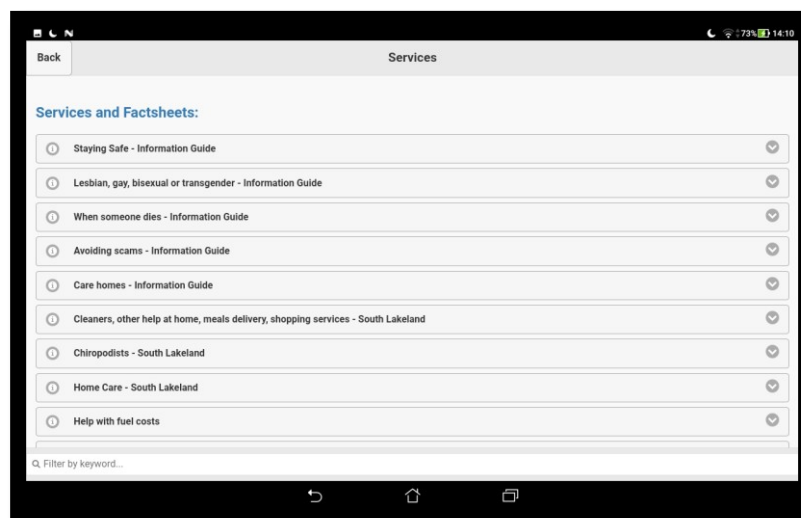 73% 14:10
Back
Services
Services and Factsheets:
Staying Safe - Information Guide
Lesbian, gay, bisexual or transgender - Information Guide
When someone dies - Information Guide
Avoiding scams - Information Guide
Care homes - Information Guide
Cleaners, other help at home, meals delivery, shopping services - South Lakeland
Chiropodists - South Lakeland
Home Care - South Lakeland
Help with fuel costs
Filter by keyword...